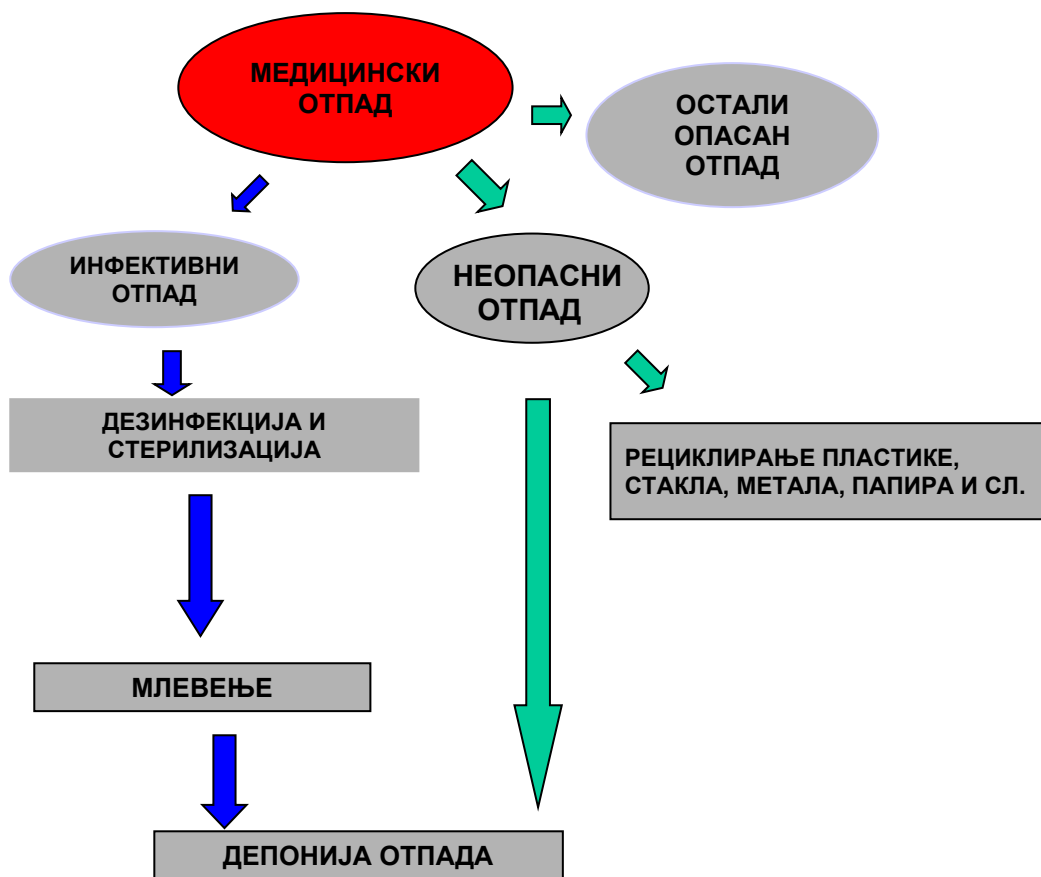 МЕДИЦИНСКИ
ОТПАД
ОСТАЛИ
ОПАСАН
ОТПАД
ИНФЕКТИВНИ
ОТПАД
НЕОПАСНИ
ОТПАД
ДЕЗИНФЕКЦИЈА И
СТЕРИЛИЗАЦИЈА
РЕЦИКЛИРАЊЕ ПЛАСТИКЕ,
СТАКЛА, МЕТАЛА, ПАПИРА И СЛ.
МЛЕВЕЊЕ
ДЕПОНИЈА ОТПАДА